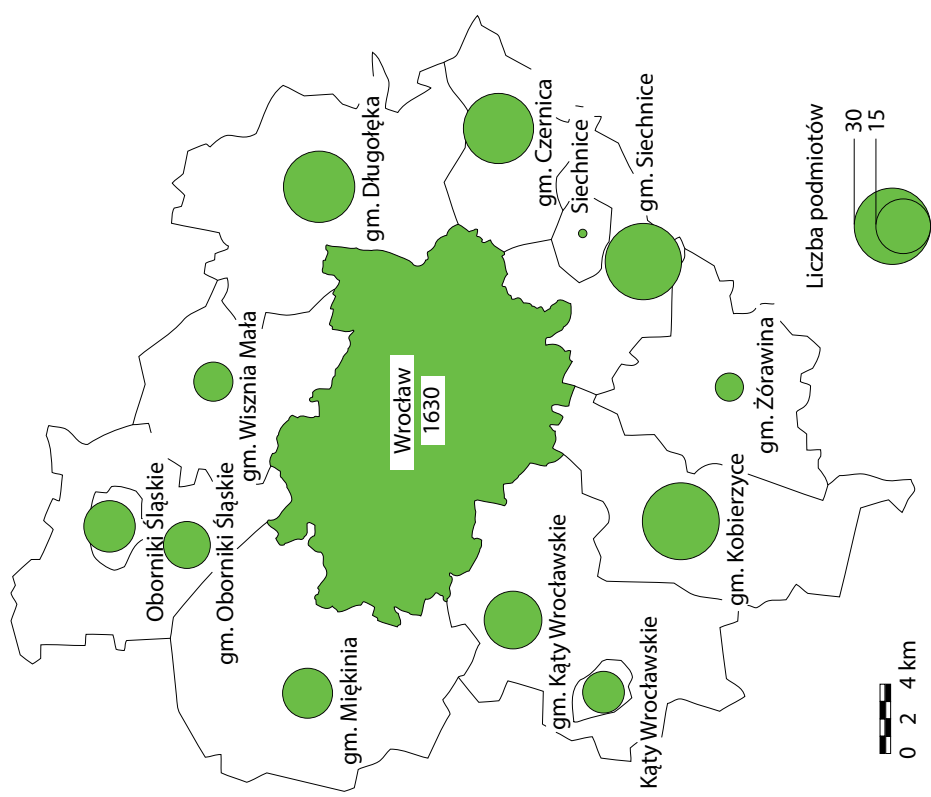 Oborniki Śląskie
gm. Oborniki Śląskie
gm. Wisznia Mała
gm. Długołęka
gm. Miękinia
Wrocław
1630
gm. Czernica
Siechnice
gm. Siechnice
gm. Kąty Wrocławskie
Kąty Wrocławskie
gm. Kobierzyce
gm. Żórawina
Liczba podmiotów
30
15
0 2 4 km